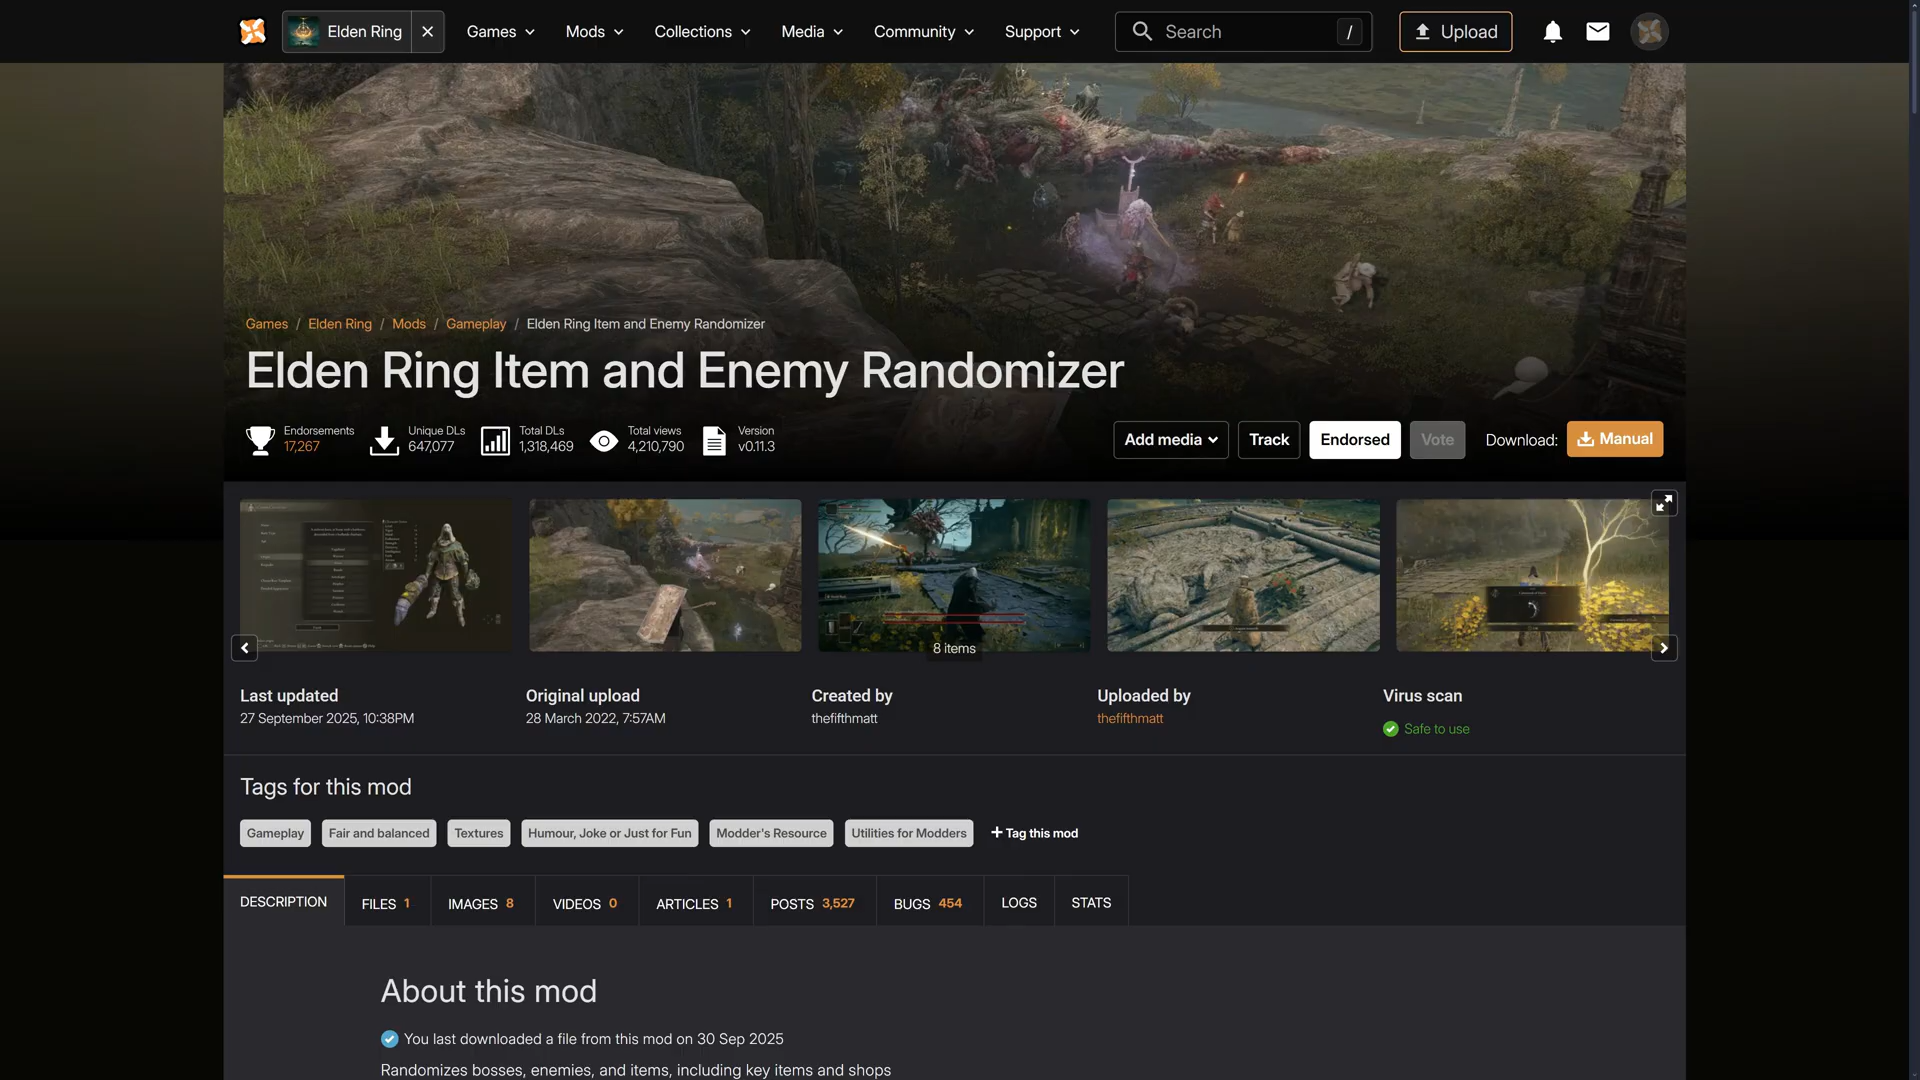 Elden Ring
Games
Mods
Collections
Media
Community
Support
Search
/
Upload
Games / Elden Ring / Mods / Gameplay / Elden Ring Item and Enemy Randomizer
Elden Ring Item and Enemy Randomizer
Endorsements
17,267
Unique DLs
647,077
Total DLs
1,318,469
Total views
4,210,790
Version
v0.11.3
Add media
Track
Endorsed
Vote
Download:
Manual
8 items
Last updated
27 September 2025, 10:38PM
Original upload
28 March 2022, 7:57AM
Created by
thefifthmatt
Uploaded by
thefifthmatt
Virus scan
Safe to use
Tags for this mod
Gameplay
Fair and balanced
Textures
Humour, Joke or Just for Fun
Modder's Resource
Utilities for Modders
+ Tag this mod
DESCRIPTION
FILES 1
IMAGES 8
VIDEOS 0
ARTICLES 1
POSTS 3,527
BUGS 454
LOGS
STATS
About this mod
You last downloaded a file from this mod on 30 Sep 2025
Randomizes bosses, enemies, and items, including key items and shops